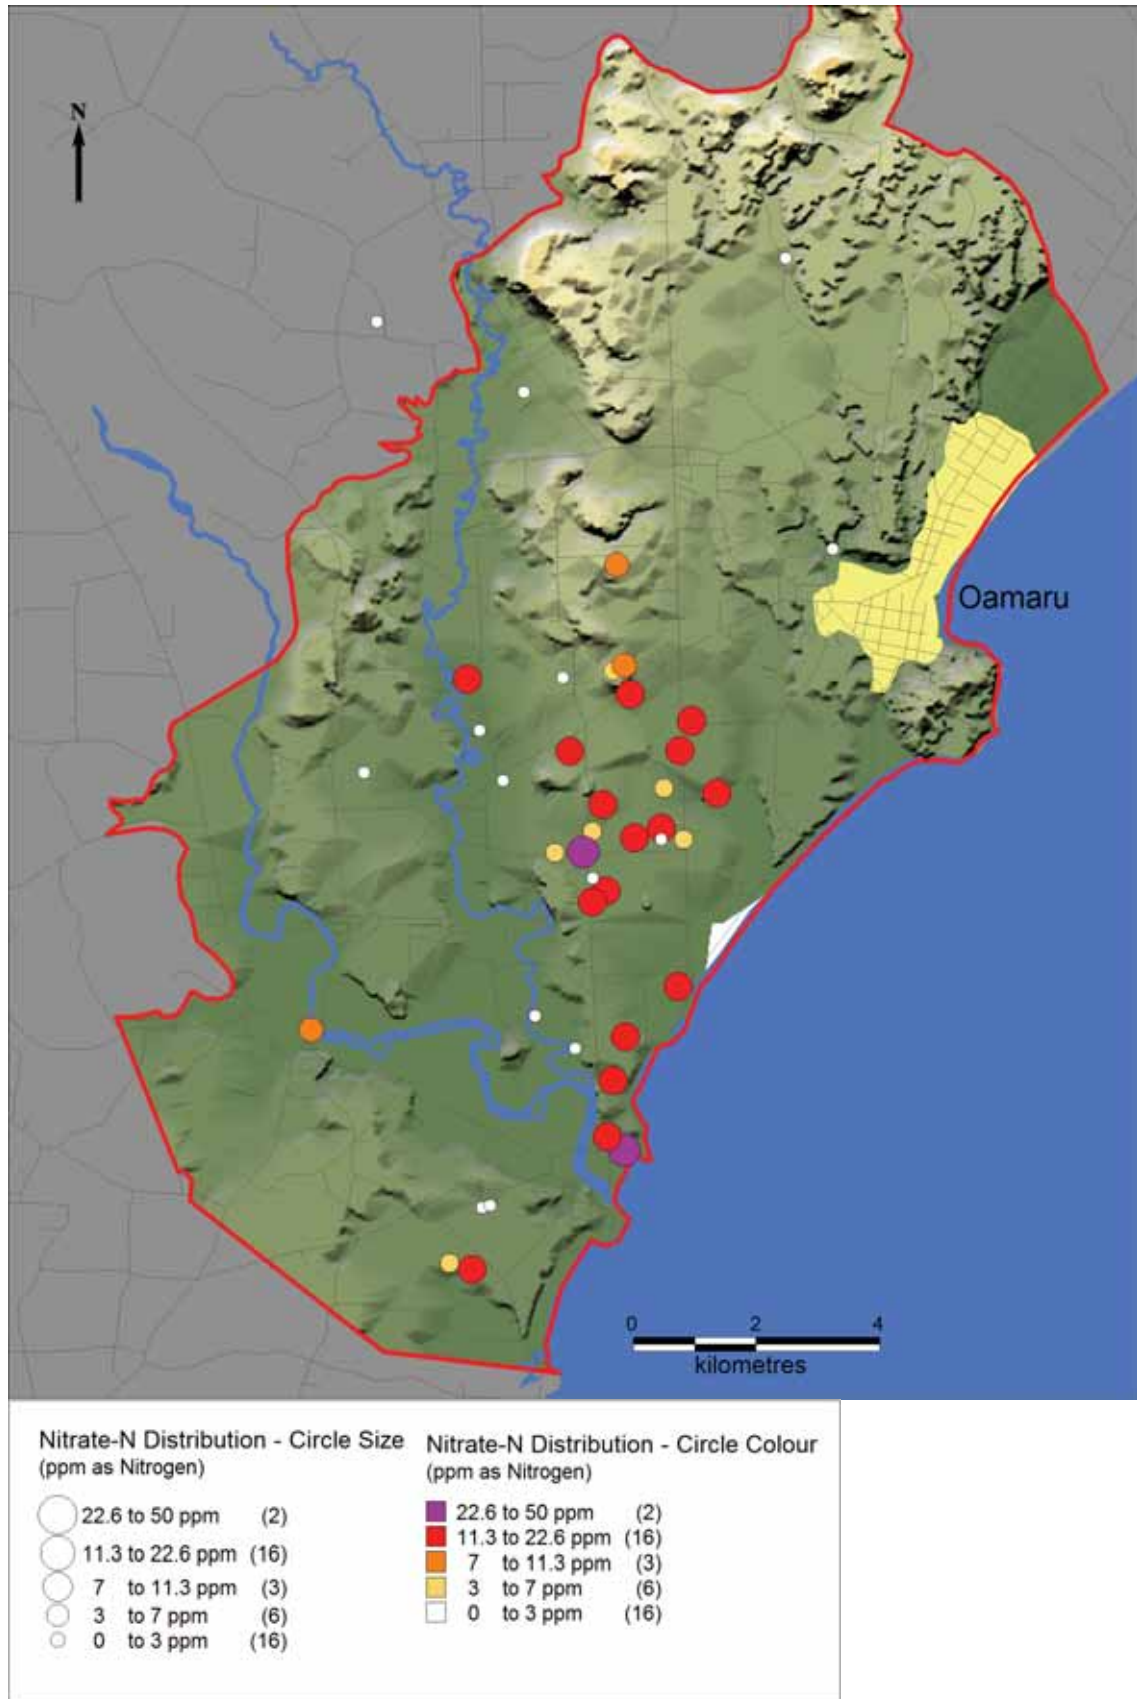 N
Oamaru
0 2 4
kilometres
Nitrate-N Distribution - Circle Size
(ppm as Nitrogen)
22.6 to 50 ppm (2)
11.3 to 22.6 ppm (16)
7 to 11.3 ppm (3)
3 to 7 ppm (6)
0 to 3 ppm (16)
Nitrate-N Distribution - Circle Colour
(ppm as Nitrogen)
22.6 to 50 ppm (2)
11.3 to 22.6 ppm (16)
7 to 11.3 ppm (3)
3 to 7 ppm (6)
0 to 3 ppm (16)